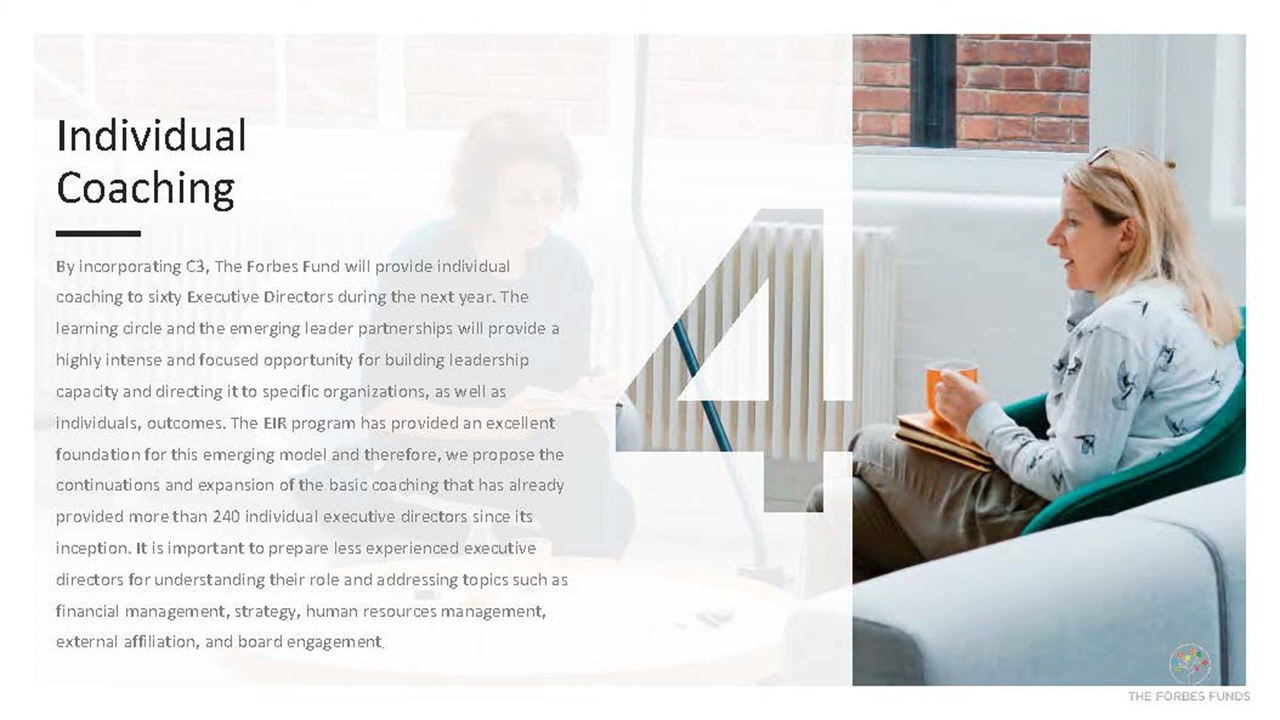 Individual
Coaching
By incorporating C3, The Forbes Fund will provide individual
coaching to sixty Executive Directors during the next year. The
learning circle and the emerging leader partnerships will provide a
highly intense and focused opportunity for building leadership
capacity and directing it to specific organizations, as well as
individuals, outcomes. The EIR program has provided an excellent
foundation for this emerging model and therefore, we propose the
continuations and expansion of the basic coaching that has already
provided more than 240 individual executive directors since its
inception. It is important to prepare less experienced executive
directors for understanding their role and addressing topics such as
financial management, strategy, human resources management,
external affiliation, and board engagement.
4
THE FORBES FUNDS